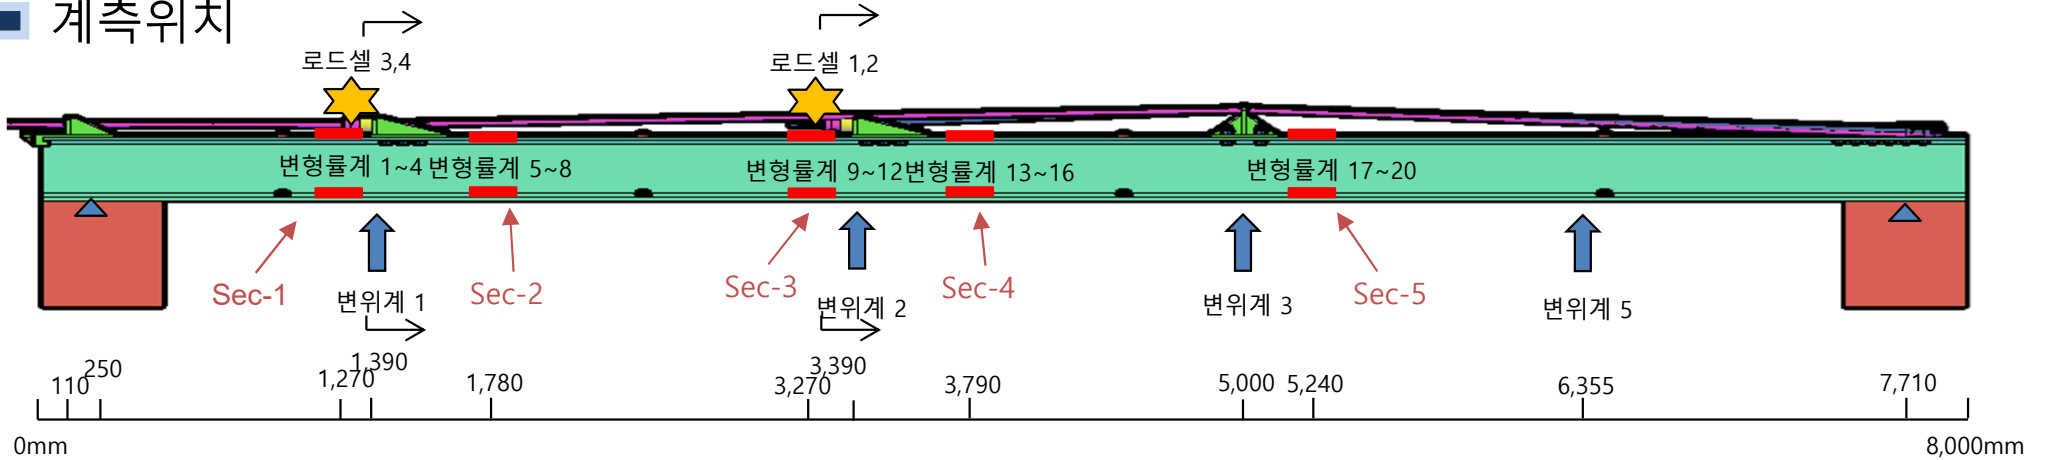 계측위치
로드셀 3,4
로드셀 1,2
변형률계 1~4
변형률계 5~8
변형률계 9~12
변형률계 13~16
변형률계 17~20
Sec-1
Sec-2
Sec-3
Sec-4
Sec-5
변위계 1
변위계 2
변위계 3
변위계 5
110
250
1,270
1,390
1,780
3,270
3,390
3,790
5,000
5,240
6,355
7,710
0mm
8,000mm